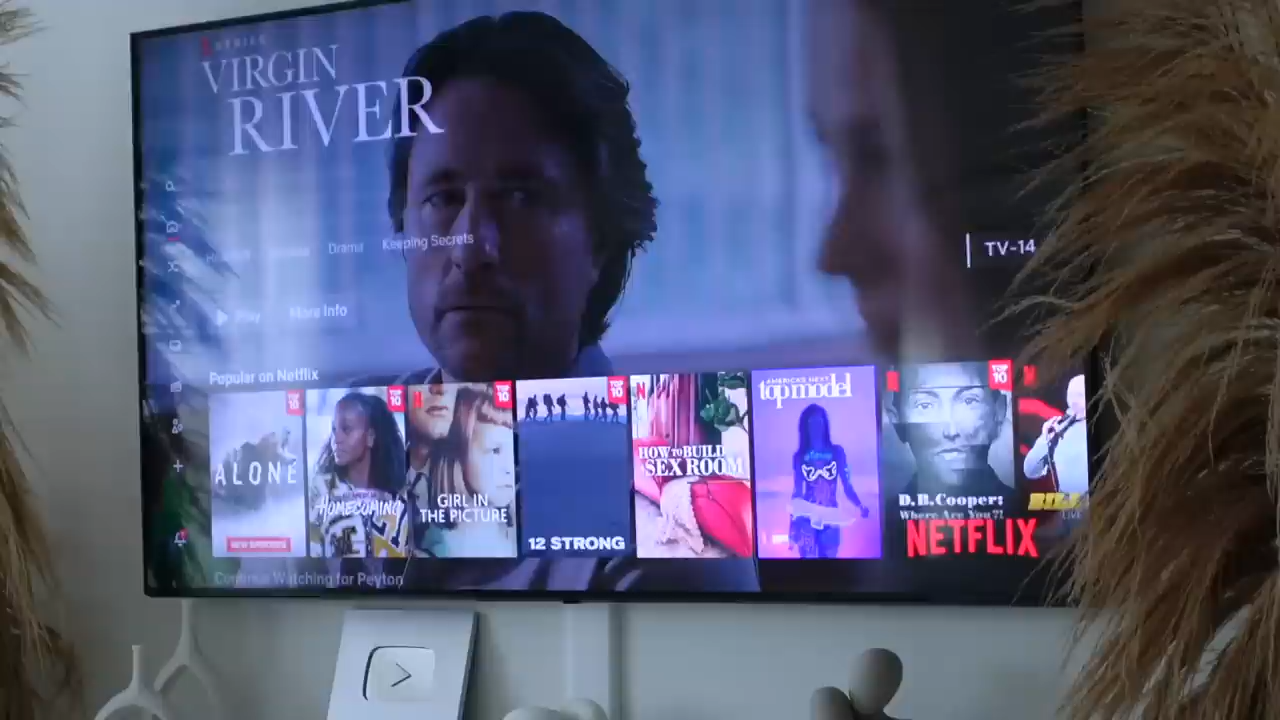 SERIES
VIRGIN
RIVER
Drama Keeping Secrets
TV-14
Play More Info
Popular on Netflix
TOP 10
TOP 10
TOP 10
TOP 10
TOP 10
ALONE
NEW EPISODES
HOMECOMING
GIRL IN
THE PICTURE
12 STRONG
HOW TO BUILD
SEX ROOM
AMERICA'S NEXT
top model
D.B. Cooper:
Where Are You?!
NETFLIX
LIVE
Continue Watching for Peyton